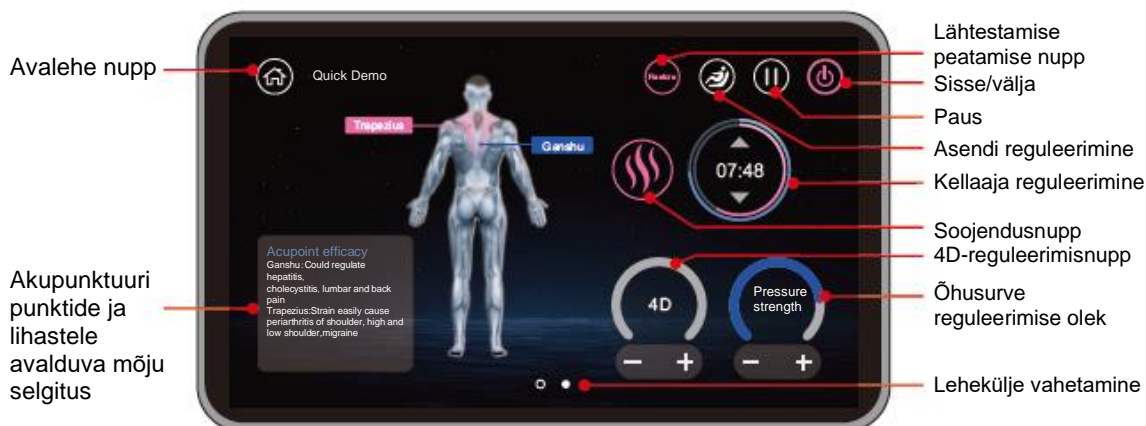 Avalehe nupp
Quick Demo
Restore
Lähtestamise
peatamise nupp
Sisse/välja
Paus
Asendi reguleerimine
Kellaaja reguleerimine
Trapezius
Ganshu
07:48
Soojendusnupp
4D-reguleerimisnupp
Õhusurve
reguleerimise olek
Lehekülje vahetamine
Akupunktuuri
punktide ja
lihastele
avalduva mõju
selgitus
Acupoint efficacy
Ganshu:Could regulate
hepatitis,
cholecystitis, lumbar and back
pain
Trapezius:Strain easily cause
periarthritis of shoulder, high and
low shoulder,migraine
4D
- +
Pressure
strength
- +